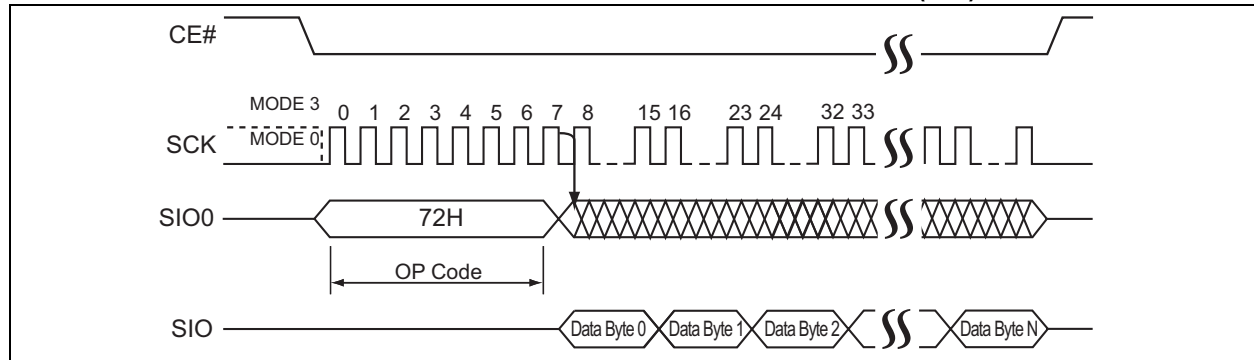 CE#
MODE 3
0 1 2 3 4 5 6 7 8 15 16 23 24 32 33
SCK
MODE 0
SIO0
72H
OP Code
SIO
Data Byte 0 Data Byte 1 Data Byte 2 Data Byte N